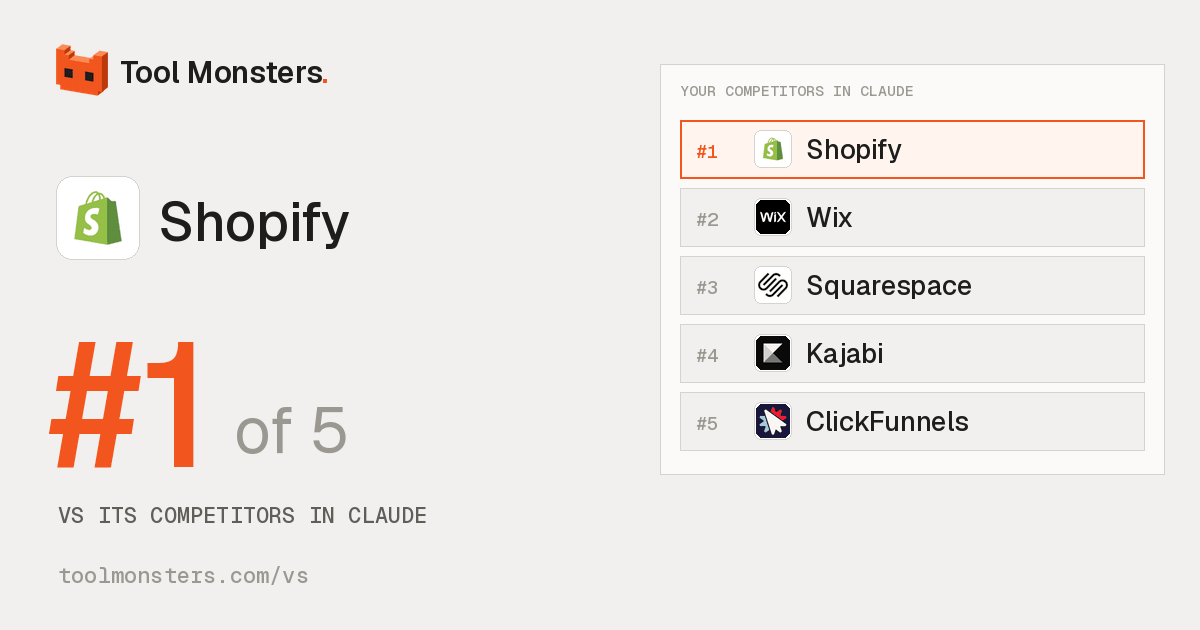 Tool Monsters.
Shopify
#1 of 5
VS ITS COMPETITORS IN CLAUDE
toolmonsters.com/vs
YOUR COMPETITORS IN CLAUDE
#1 Shopify
#2 WiX Wix
#3 Squarespace
#4 Kajabi
#5 ClickFunnels